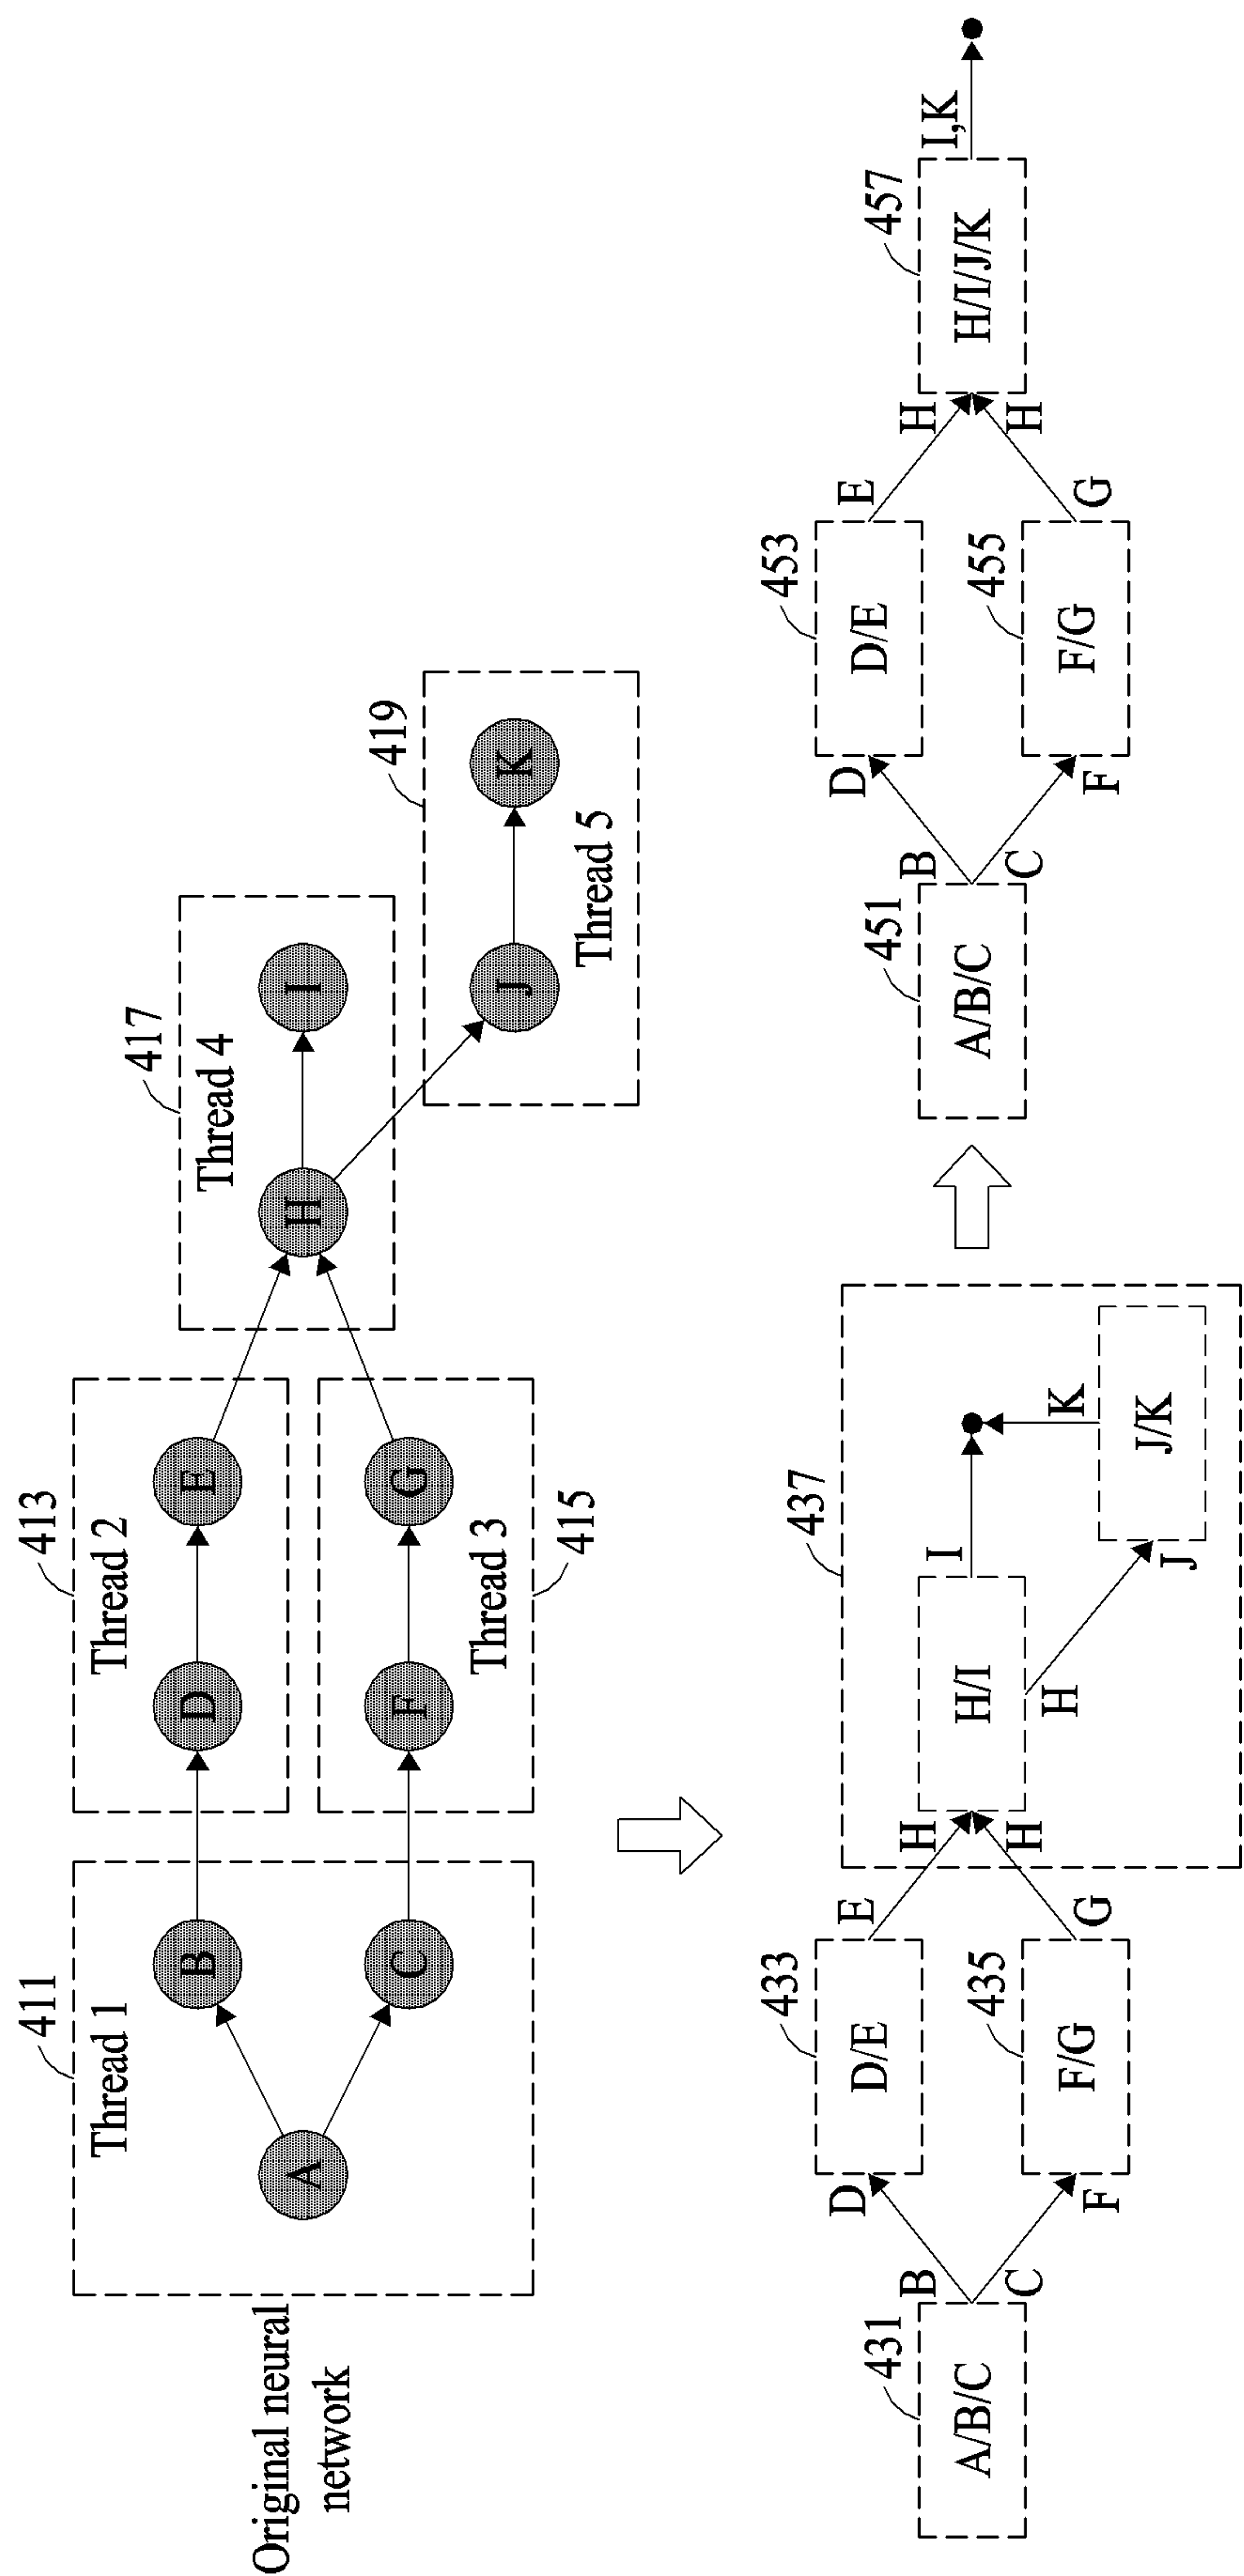 Original neural
network
411
Thread 1
A
B
C
413
Thread 2
D
E
F
G
Thread 3
415
417
Thread 4
H
I
419
J
K
Thread 5
431
A/B/C
B
C
D
F
433
D/E
435
F/G
E
G
437
H
H
H/I
I
H
J
J/K
K
451
A/B/C
B
C
D
F
453
D/E
455
F/G
E
G
H
H
457
H/I/J/K
I,K